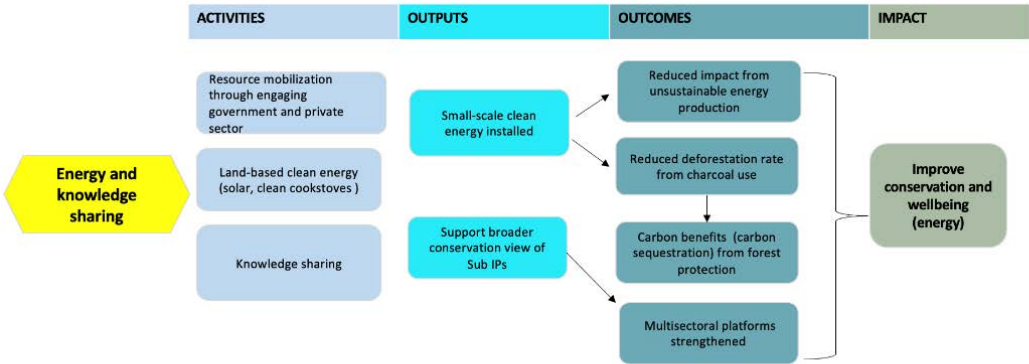 ACTIVITIES
OUTPUTS
OUTCOMES
IMPACT
Energy and
knowledge
sharing
Resource mobilization
through engaging
government and private
sector
Land-based clean energy
(solar, clean cookstoves )
Knowledge sharing
Small-scale clean
energy installed
Support broader
conservation view of
Sub IPs
Reduced impact from
unsustainable energy
production
Reduced deforestation rate
from charcoal use
Carbon benefits (carbon
sequestration) from forest
protection
Multisectoral platforms
strengthened
Improve
conservation and
wellbeing
(energy)